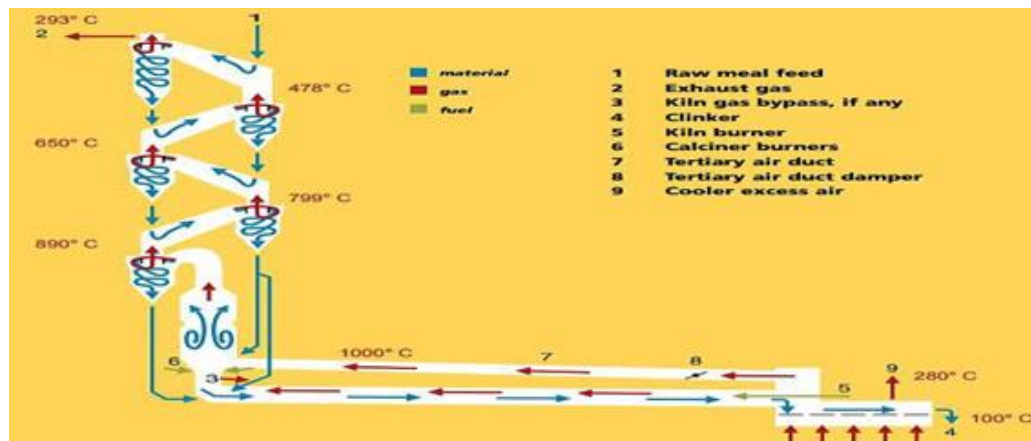 293° C
2
1
478° C
650° C
799° C
890° C
material
gas
fuel
1 Raw meal feed
2 Exhaust gas
3 Kiln gas bypass, if any
4 Clinker
5 Kiln burner
6 Calciner burners
7 Tertiary air duct
8 Tertiary air duct damper
9 Cooler excess air
6
3
1000° C
7
8
9
280° C
5
100° C
4